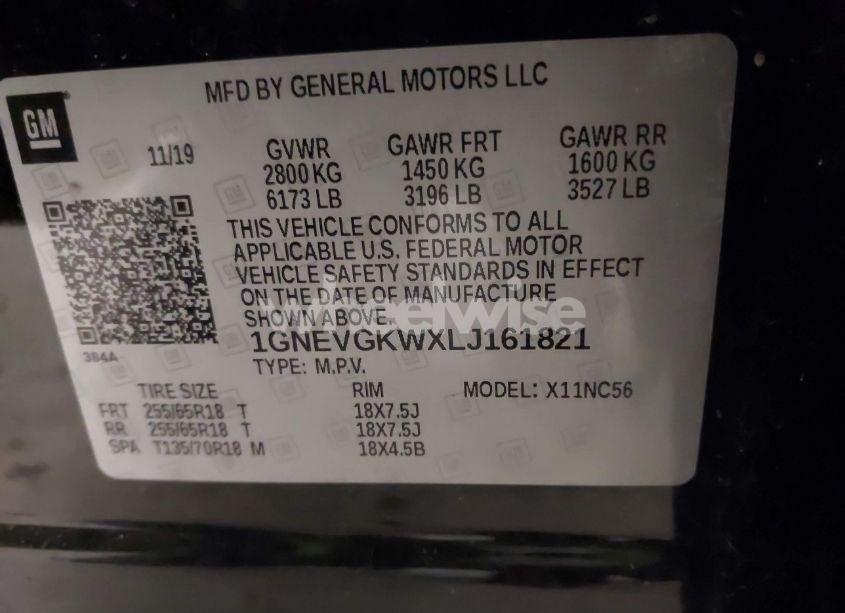 MFD BY GENERAL MOTORS LLC
GM
11/19
GVWR GAWR FRT GAWR RR
2800 KG 1450 KG 1600 KG
6173 LB 3196 LB 3527 LB
THIS VEHICLE CONFORMS TO ALL
APPLICABLE U.S. FEDERAL MOTOR
VEHICLE SAFETY STANDARDS IN EFFECT
ON THE DATE OF MANUFACTURE
SHOWN ABOVE.
wheelwise
1GNEVGKWXLJ161821
3B4A
TYPE: M.P.V.
TIRE SIZE RIM MODEL: X11NC56
FRT 255/65R18 T 18X7.5J
RR 255/65R18 T 18X7.5J
SPA T135/70R18 M 18X4.5B